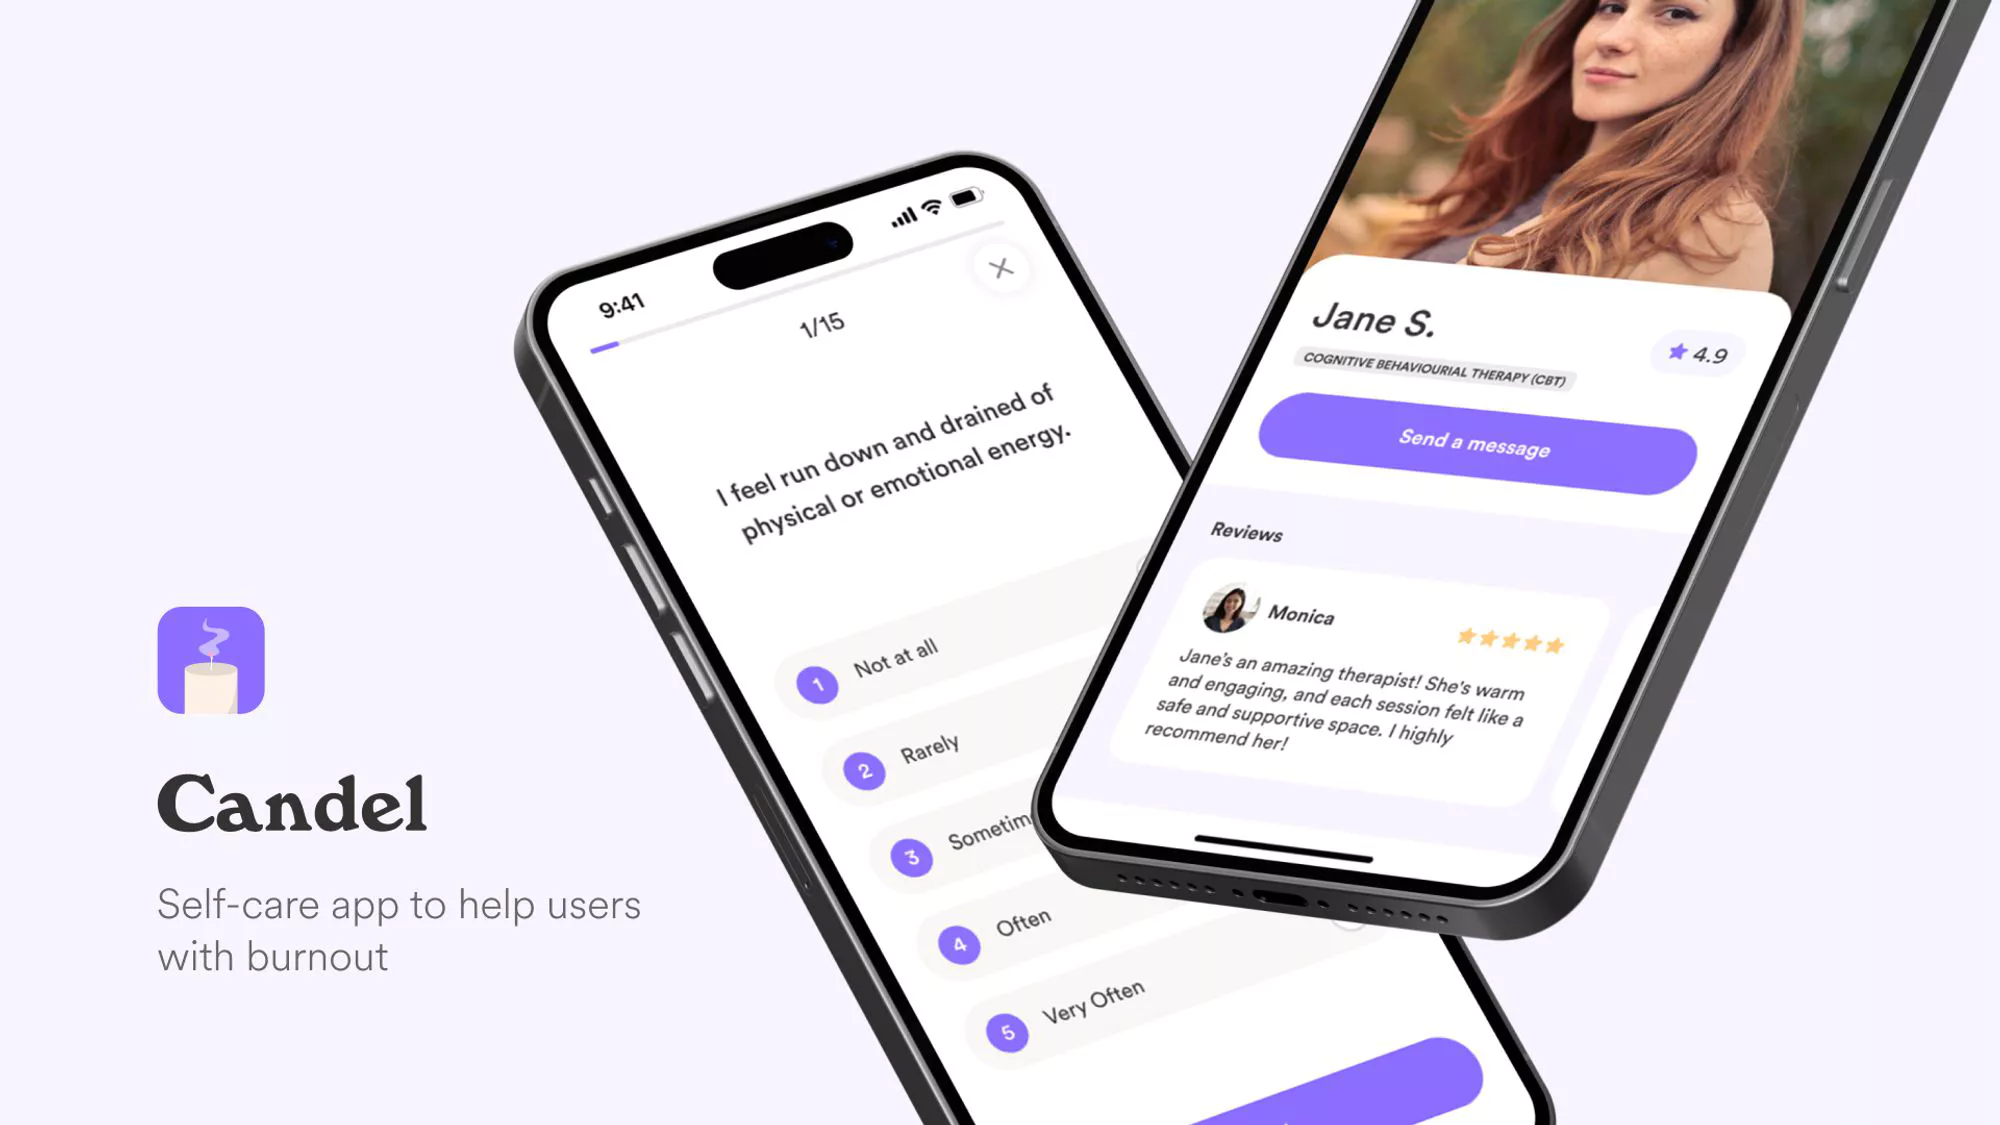 Candel
Self-care app to help users
with burnout
9:41
1/15
I feel run down and drained of
physical or emotional energy.
1 Not at all
2 Rarely
3
4 Often
5 Very Often
Jane S.
4.9
COGNITIVE BEHAVIOURIAL THERAPY (CBT)
Send a message
Reviews
Monica
Jane's an amazing therapist! She's warm
and engaging, and each session felt like a
safe and supportive space. I highly
recommend her!